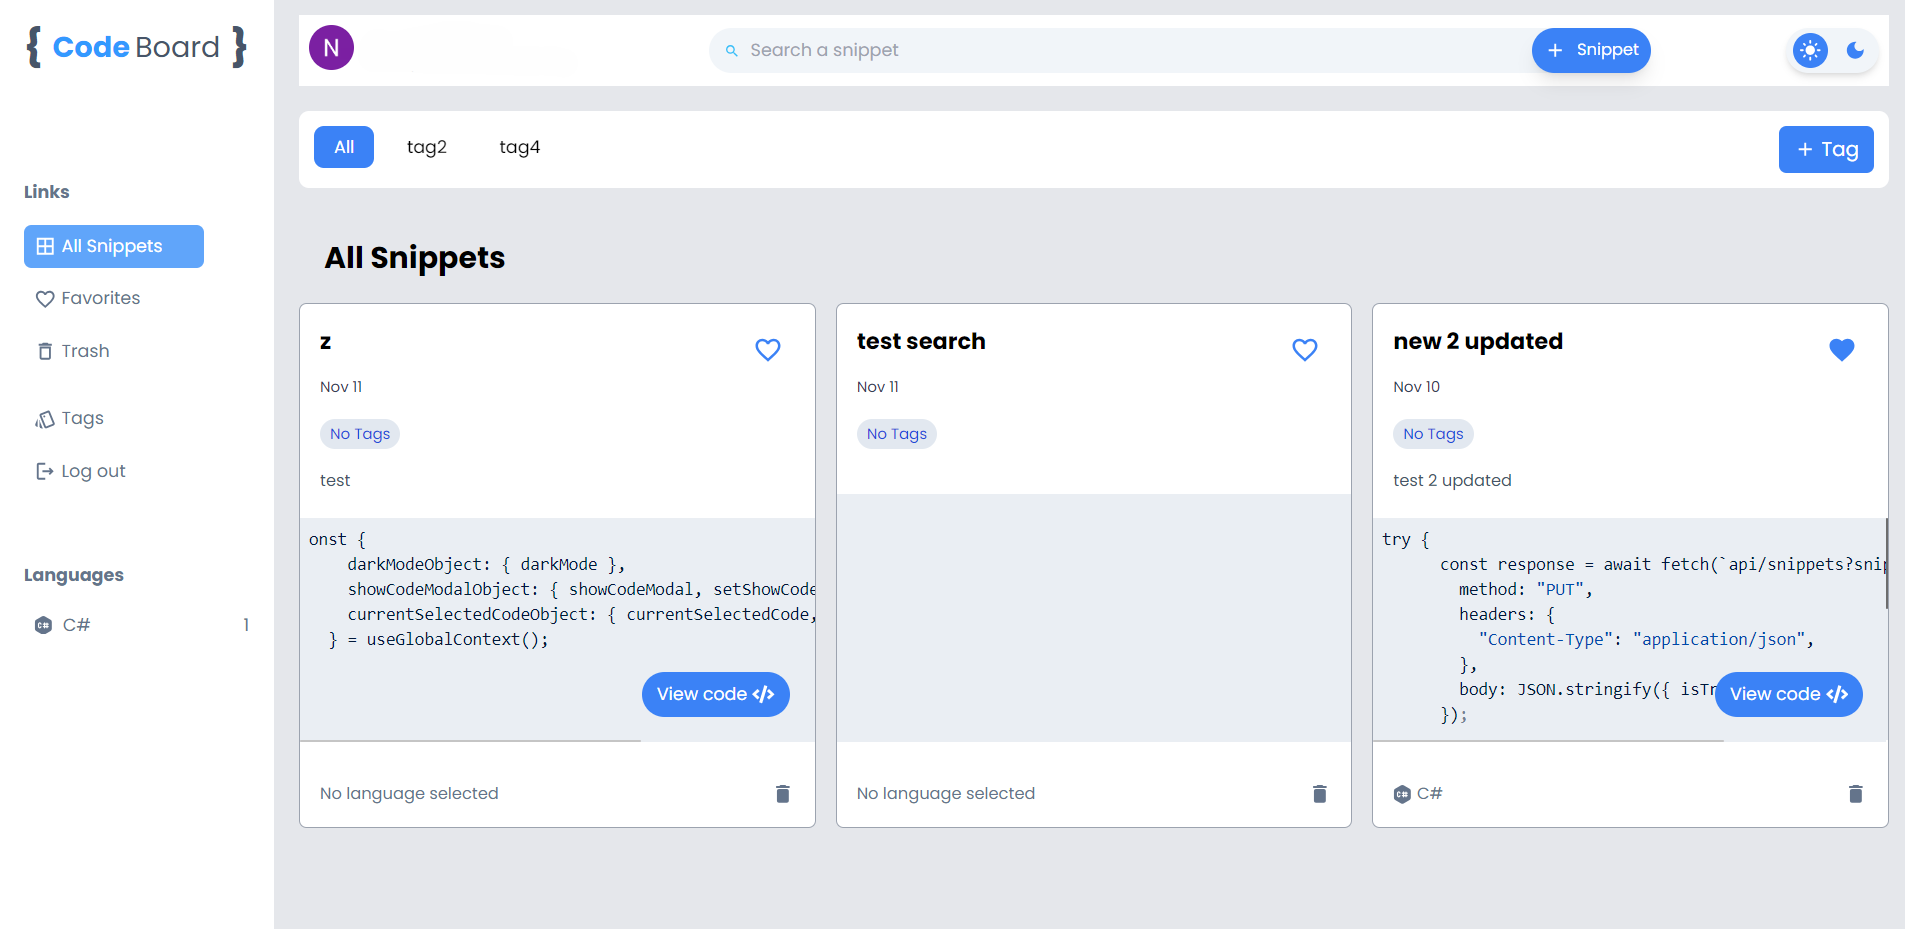 { Code Board }
Links
All Snippets
Favorites
Trash
Tags
Log out
Languages
C# 1
N
Search a snippet
+ Snippet
All tag2 tag4
+ Tag
All Snippets
z
Nov 11
No Tags
test
onst {
darkModeObject: { darkMode },
showCodeModalObject: { showCodeModal, setShowCode
currentSelectedCodeObject: { currentSelectedCode,
} = useGlobalContext();
View code </>
No language selected
test search
Nov 11
No Tags
No language selected
new 2 updated
Nov 10
No Tags
test 2 updated
try {
const response = await fetch(`api/snippets?snip
method: "PUT",
headers: {
"Content-Type": "application/json",
},
body: JSON.stringify({ isTr
});
View code </>
C#